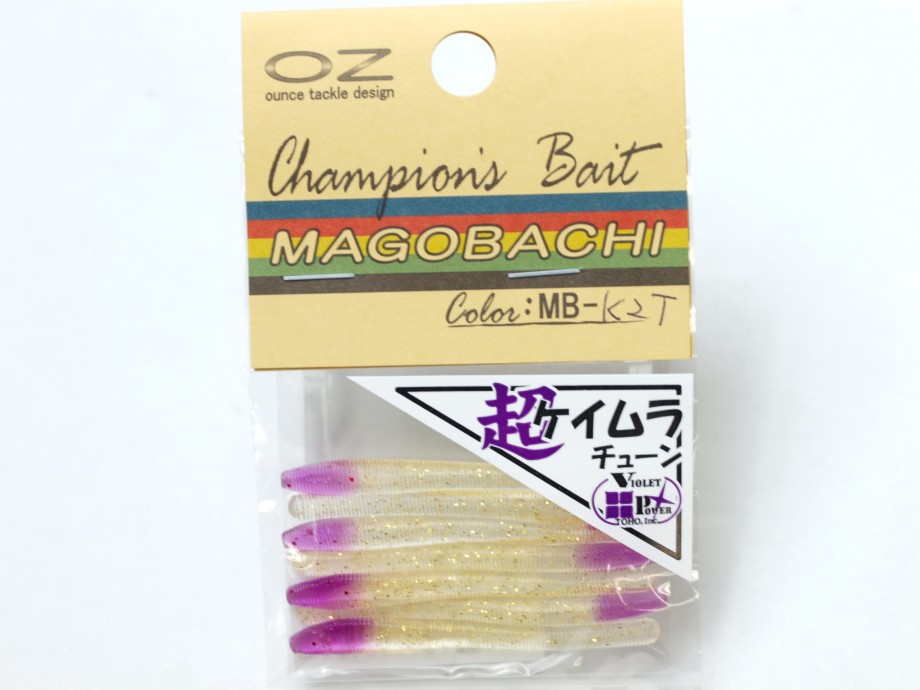 OZ
ounce tackle design
Champion's Bait
MAGOBACHI
Color:MB-K2T
超ケイムラ
チューン
VIOLET
POWER
TOHO, Inc.